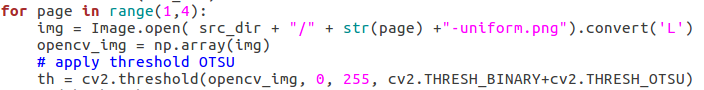 for page in range(1,4):
    img = Image.open( src_dir + "/" + str(page) +"-uniform.png").convert('L')
    opencv_img = np.array(img)
    # apply threshold OTSU
    th = cv2.threshold(opencv_img, 0, 255, cv2.THRESH_BINARY+cv2.THRESH_OTSU)